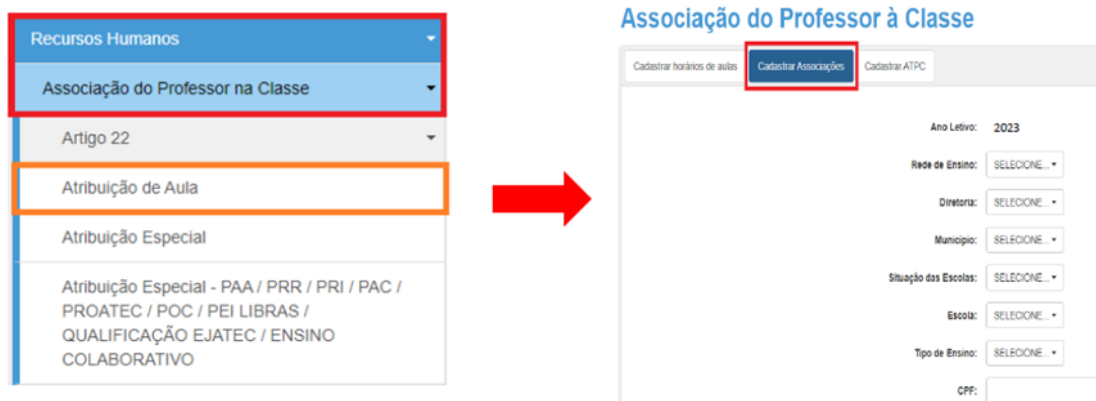 Recursos Humanos
Associação do Professor na Classe
Artigo 22
Atribuição de Aula
Atribuição Especial
Atribuição Especial - PAA / PRR / PRI / PAC /
PROATEC / POC / PEI LIBRAS /
QUALIFICAÇÃO EJATEC / ENSINO
COLABORATIVO
Associação do Professor à Classe
Cadastrar horários de aulas Cadastrar Associações Cadastrar ATPC
Ano Letivo: 2023
Rede de Ensino: SELECIONE...
Diretoria: SELECIONE...
Município: SELECIONE...
Situação das Escolas: SELECIONE...
Escola: SELECIONE...
Tipo de Ensino: SELECIONE...
CPF: